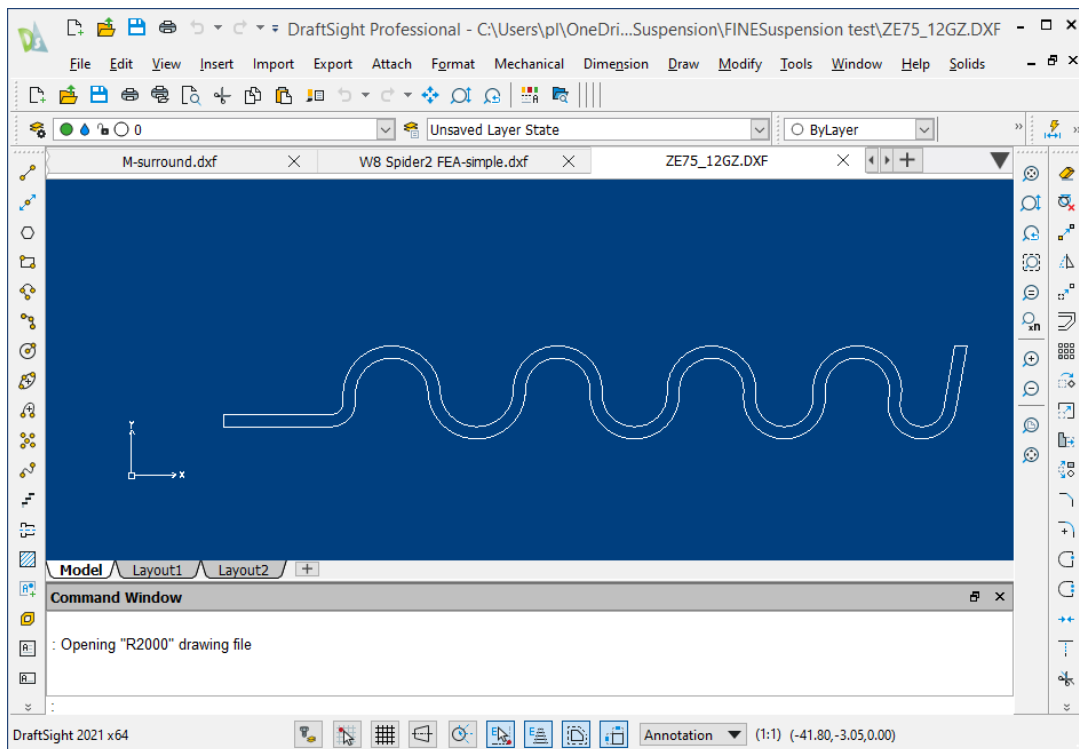 DraftSight Professional - C:\Users\pl\OneDri...Suspension\FINESuspension test\ZE75_12GZ.DXF
File Edit View Insert Import Export Attach Format Mechanical Dimension Draw Modify Tools Window Help Solids
0 Unsaved Layer State ByLayer
M-surround.dxf W8 Spider2 FEA-simple.dxf ZE75_12GZ.DXF
Y
X
Model Layout1 Layout2
Command Window
: Opening "R2000" drawing file
:
DraftSight 2021 x64 Annotation (1:1) (-41.80,-3.05,0.00)